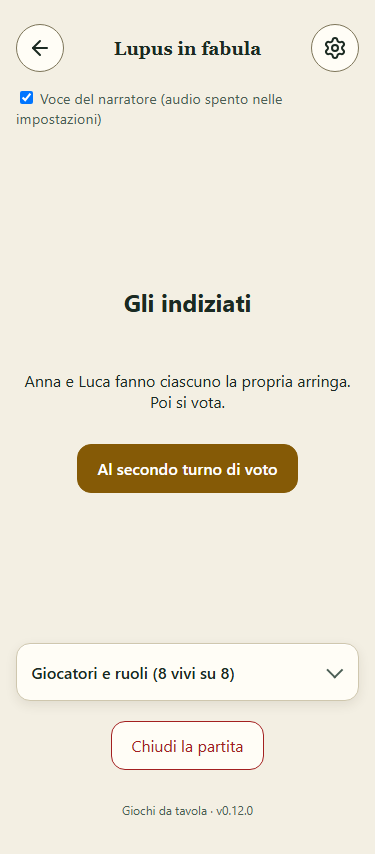 Lupus in fabula
Voce del narratore (audio spento nelle
impostazioni)
Gli indiziati
Anna e Luca fanno ciascuno la propria arringa.
Poi si vota.
Al secondo turno di voto
Giocatori e ruoli (8 vivi su 8)
Chiudi la partita
Giochi da tavola · v0.12.0